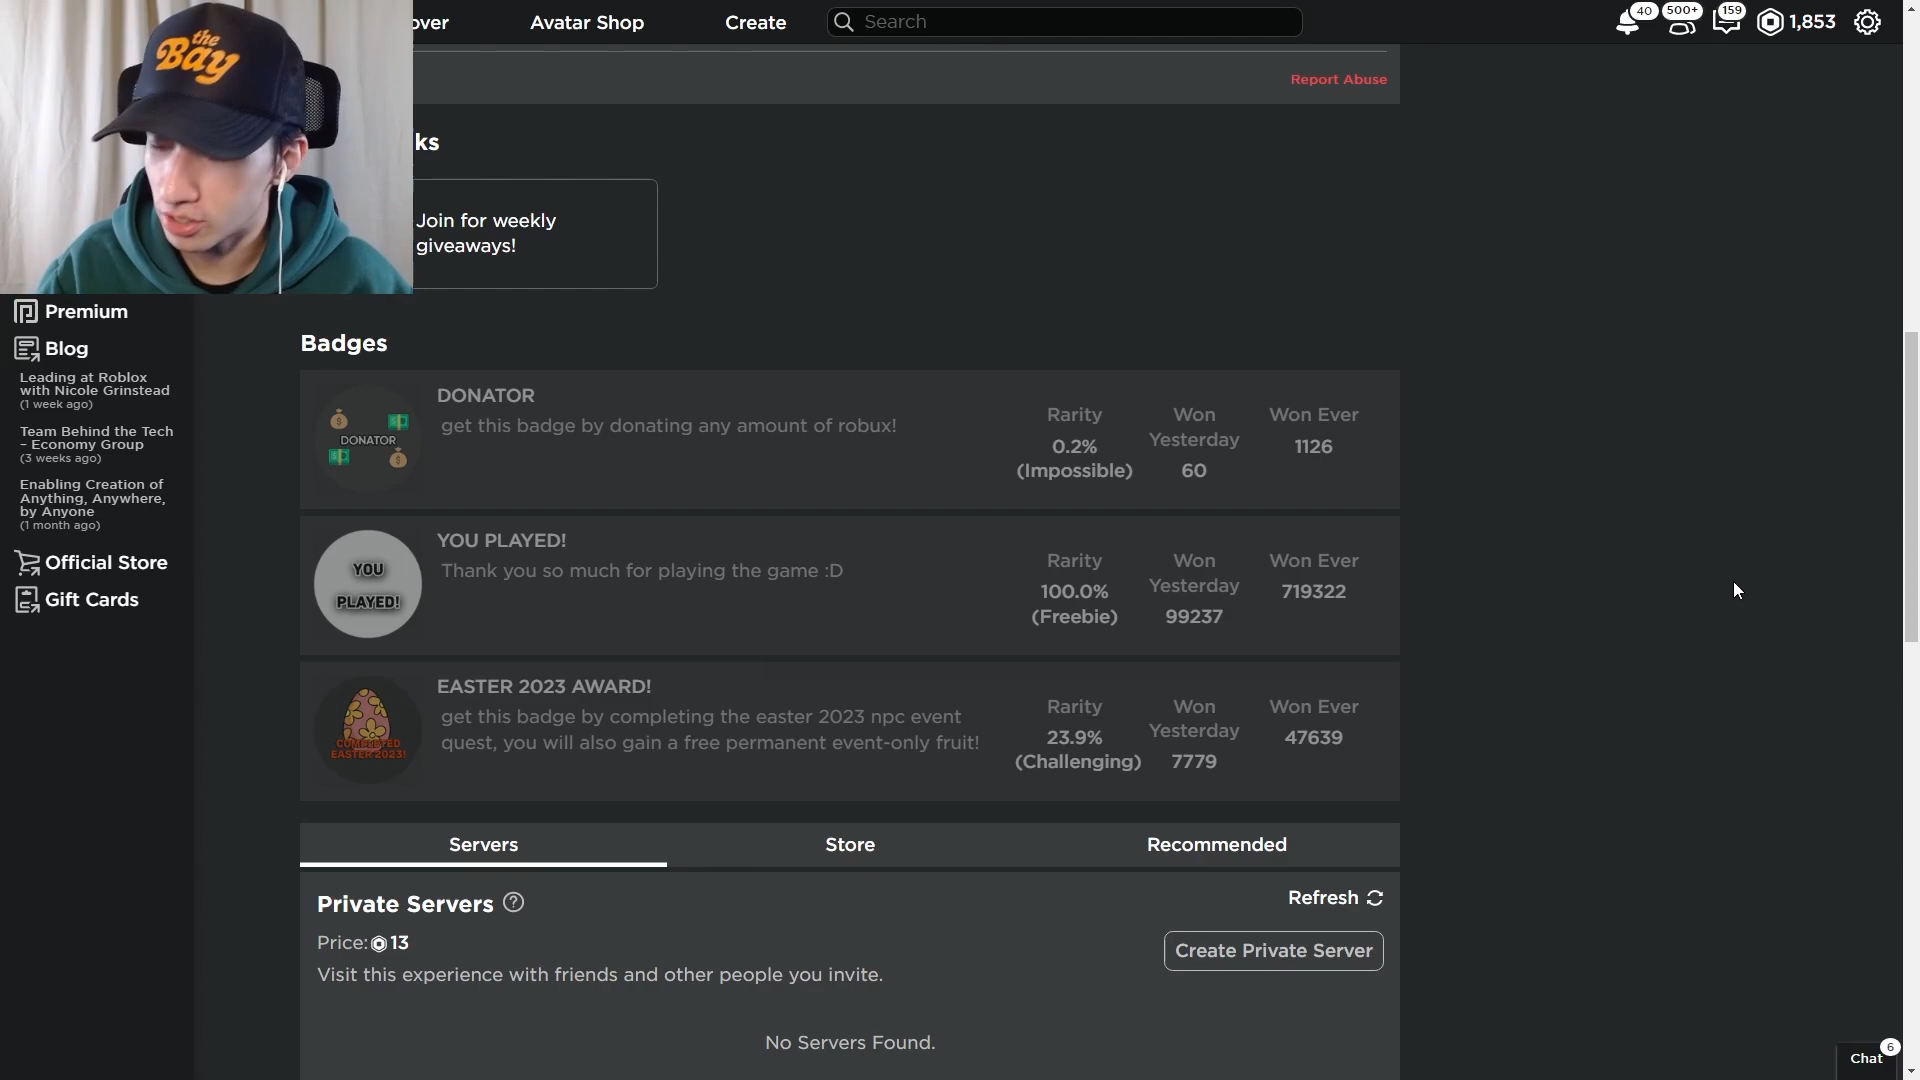 the
Bay
over
Avatar Shop
Create
Search
40
500+
159
1,853
Report Abuse
ks
Join for weekly
giveaways!
Premium
Blog
Leading at Roblox
with Nicole Grinstead
(1 week ago)
Team Behind the Tech
– Economy Group
(3 weeks ago)
Enabling Creation of
Anything, Anywhere,
by Anyone
(1 month ago)
Official Store
Gift Cards
Badges
DONATOR
DONATOR
get this badge by donating any amount of robux!
Rarity
0.2%
(Impossible)
Won
Yesterday
60
Won Ever
1126
YOU
PLAYED!
YOU PLAYED!
Thank you so much for playing the game :D
Rarity
100.0%
(Freebie)
Won
Yesterday
99237
Won Ever
719322
COMPLETED
EASTER 2023!
EASTER 2023 AWARD!
get this badge by completing the easter 2023 npc event
quest, you will also gain a free permanent event-only fruit!
Rarity
23.9%
(Challenging)
Won
Yesterday
7779
Won Ever
47639
Servers
Store
Recommended
Private Servers
Refresh
Price: 13
Create Private Server
Visit this experience with friends and other people you invite.
No Servers Found.
Chat
6